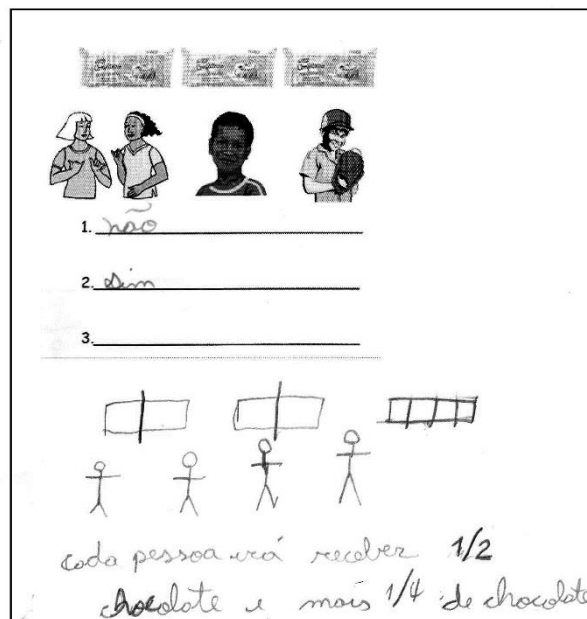 1. não
2. sim
3.
cada pessoa irá receber 1/2
chocolate e mais 1/4 de chocolate